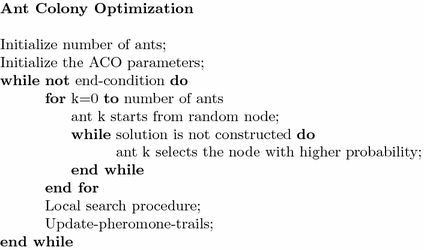 Ant Colony Optimization
Initialize number of ants;
Initialize the ACO parameters;
while not end-condition do
for k=0 to number of ants
ant k starts from random node;
while solution is not constructed do
ant k selects the node with higher probability;
end while
end for
Local search procedure;
Update-pheromone-trails;
end while